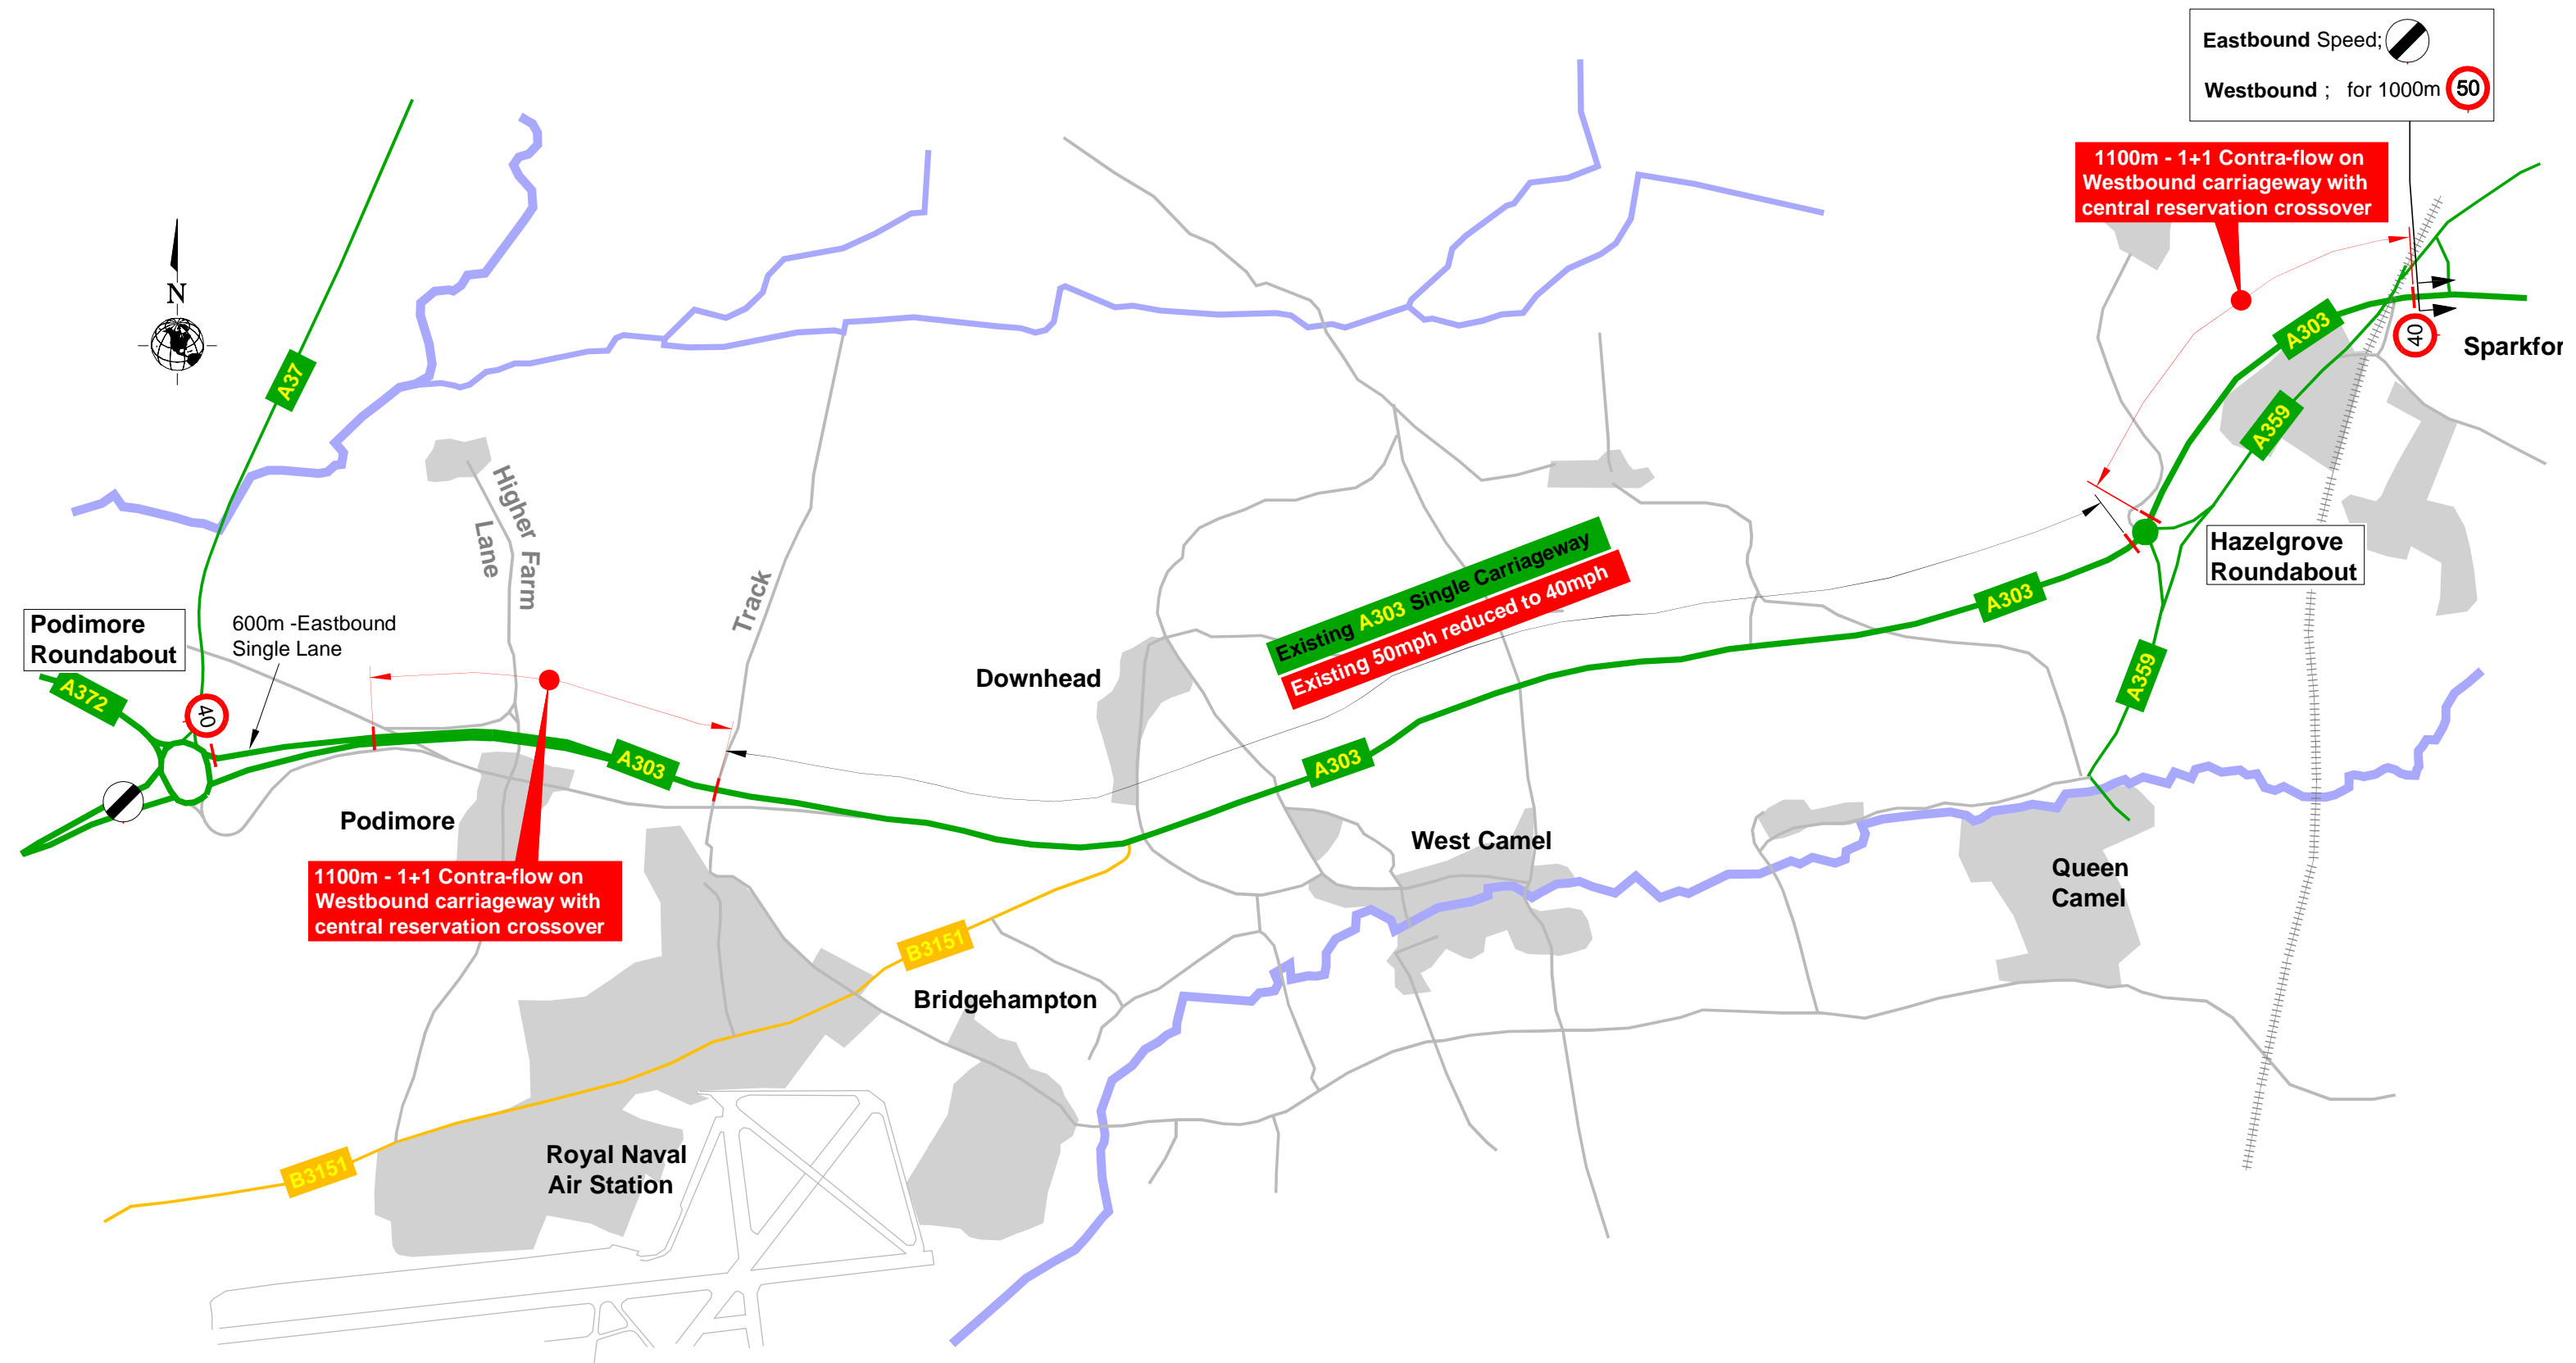 Eastbound Speed;
Westbound ; for 1000m 50
1100m - 1+1 Contra-flow on
Westbound carriageway with
central reservation crossover
N
A37
A303
40
Sparkfor
A359
Higher Farm
Lane
Track
Existing A303 Single Carriageway
Existing 50mph reduced to 40mph
Hazelgrove
Roundabout
A303
Podimore
Roundabout
600m -Eastbound
Single Lane
A372
40
Downhead
A359
A303
A303
Podimore
West Camel
Queen
Camel
1100m - 1+1 Contra-flow on
Westbound carriageway with
central reservation crossover
B3151
Bridgehampton
Royal Naval
Air Station
B3151